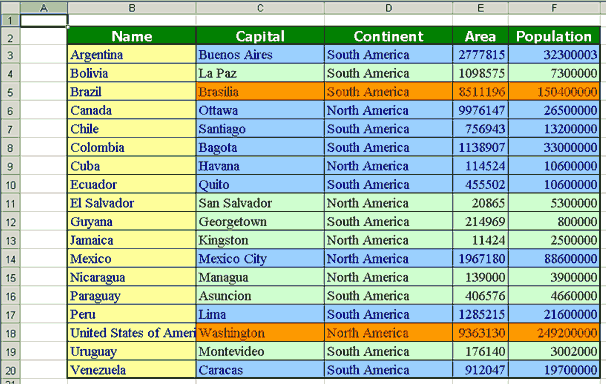 A B C D E F
1
2 Name Capital Continent Area Population
3 Argentina Buenos Aires South America 2777815 32300003
4 Bolivia La Paz South America 1098575 7300000
5 Brazil Brasilia South America 8511196 150400000
6 Canada Ottawa North America 9976147 26500000
7 Chile Santiago South America 756943 13200000
8 Colombia Bagota South America 1138907 33000000
9 Cuba Havana North America 114524 10600000
10 Ecuador Quito South America 455502 10600000
11 El Salvador San Salvador North America 20865 5300000
12 Guyana Georgetown South America 214969 800000
13 Jamaica Kingston North America 11424 2500000
14 Mexico Mexico City North America 1967180 88600000
15 Nicaragua Managua North America 139000 3900000
16 Paraguay Asuncion South America 406576 4660000
17 Peru Lima South America 1285215 21600000
18 United States of Ameri Washington North America 9363130 249200000
19 Uruguay Montevideo South America 176140 3002000
20 Venezuela Caracas South America 912047 19700000